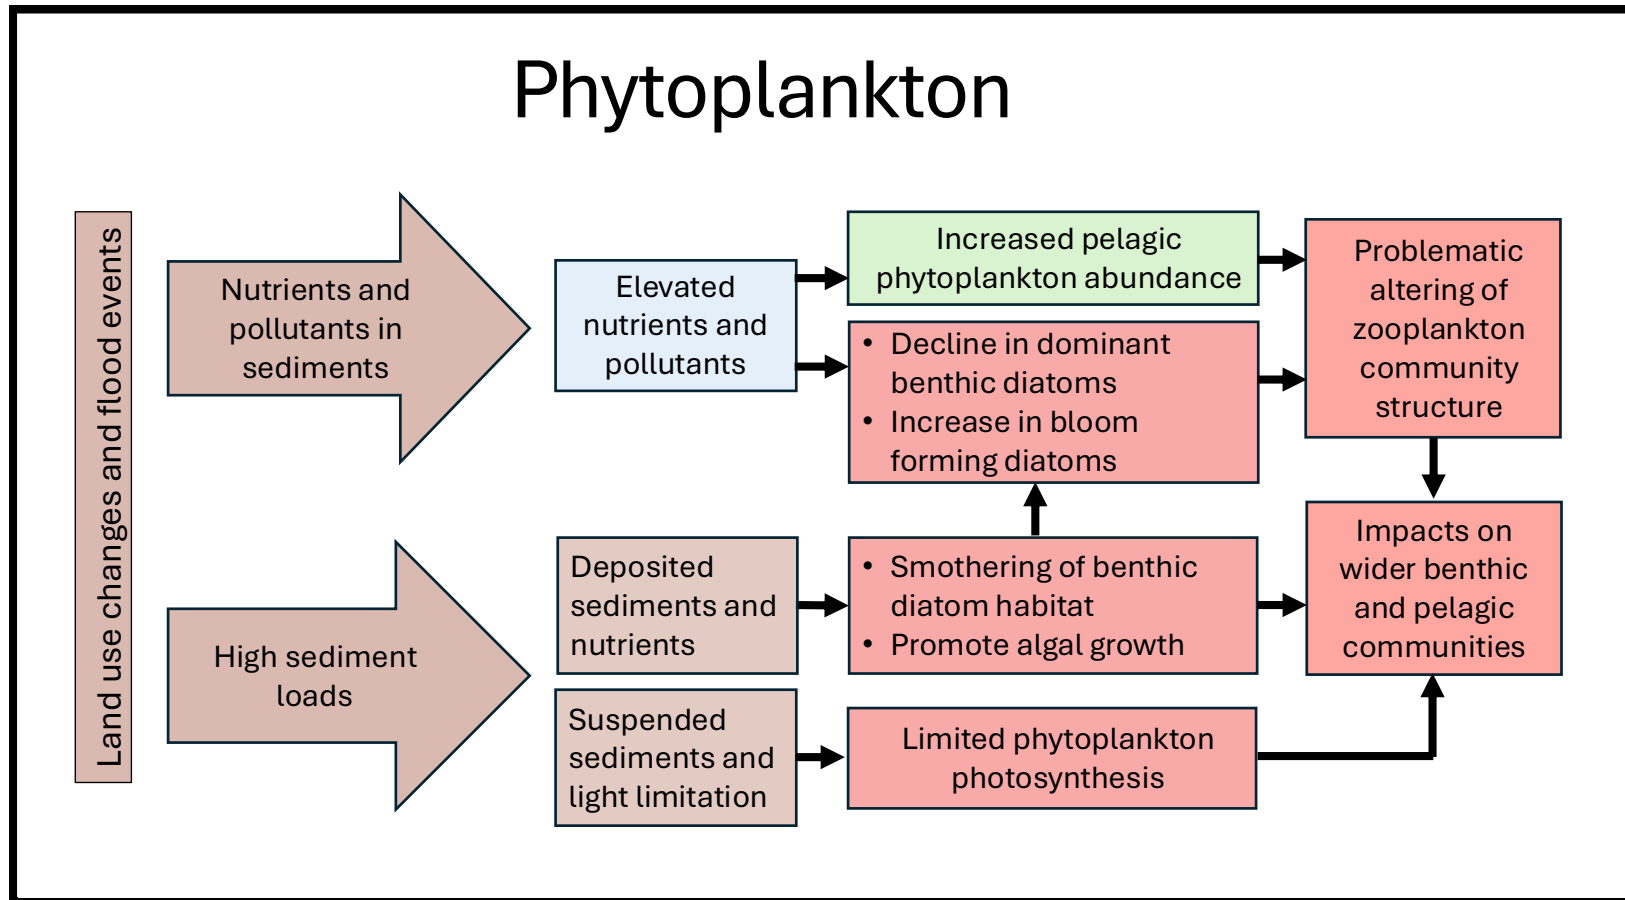 Phytoplankton
Land use changes and flood events
Nutrients and
pollutants in
sediments
Elevated
nutrients and
pollutants
Increased pelagic
phytoplankton abundance
• Decline in dominant
benthic diatoms
• Increase in bloom
forming diatoms
Problematic
altering of
zooplankton
community
structure
High sediment
loads
Deposited
sediments and
nutrients
• Smothering of benthic
diatom habitat
• Promote algal growth
Impacts on
wider benthic
and pelagic
communities
Suspended
sediments and
light limitation
Limited phytoplankton
photosynthesis